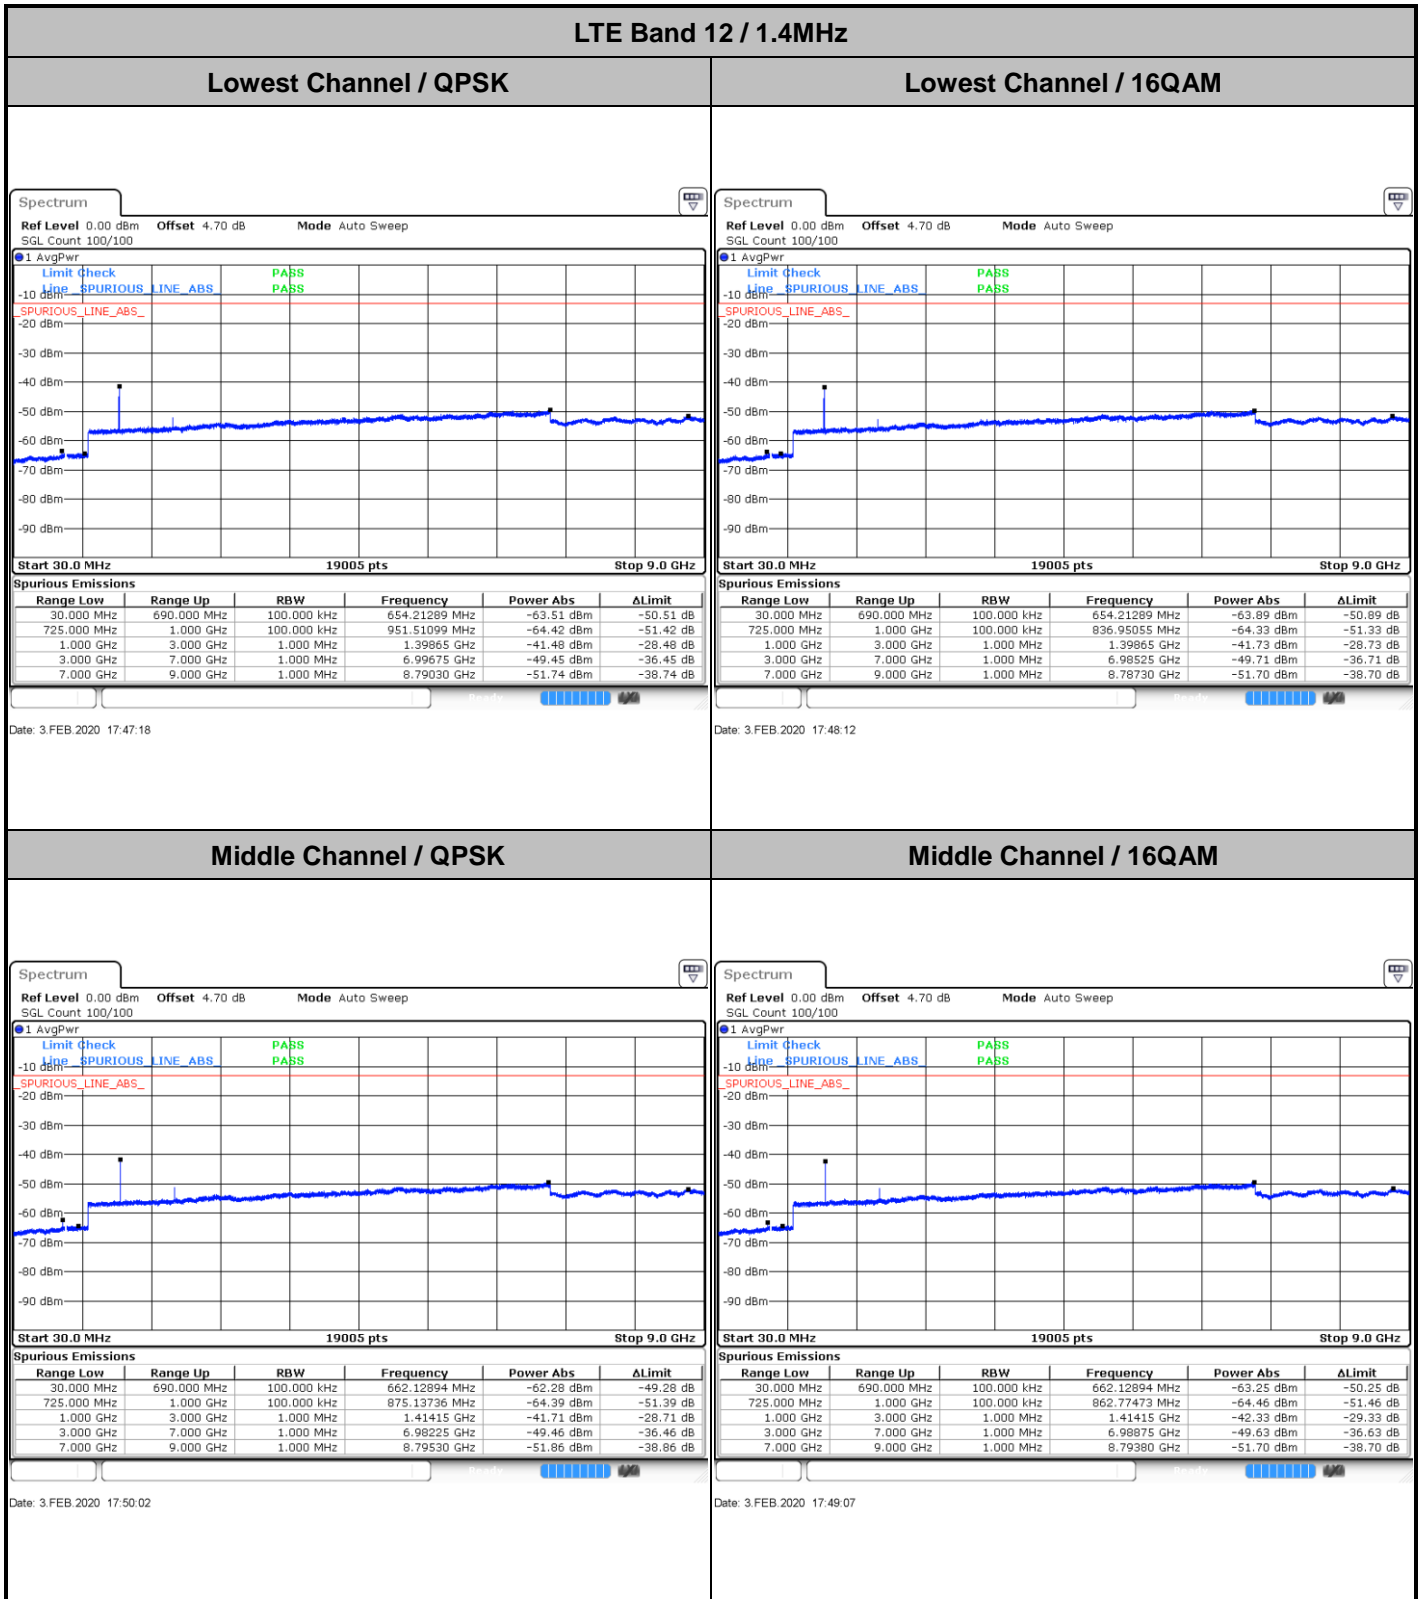 LTE Band 12 / 1.4MHz
Lowest Channel / QPSK
Lowest Channel / 16QAM
Spectrum
Ref Level 0.00 dBm Offset 4.70 dB Mode Auto Sweep
SGL Count 100/100
1 AvgPwr
Limit Check PASS
Line _SPURIOUS_LINE_ABS_ PASS
-10 dBm
_SPURIOUS_LINE_ABS_
-20 dBm
-30 dBm
-40 dBm
-50 dBm
-60 dBm
-70 dBm
-80 dBm
-90 dBm
Start 30.0 MHz 19005 pts Stop 9.0 GHz
Spurious Emissions
Range Low Range Up RBW Frequency Power Abs ΔLimit
30.000 MHz 690.000 MHz 100.000 kHz 654.21289 MHz -63.51 dBm -50.51 dB
725.000 MHz 1.000 GHz 100.000 kHz 951.51099 MHz -64.42 dBm -51.42 dB
1.000 GHz 3.000 GHz 1.000 MHz 1.39865 GHz -41.48 dBm -28.48 dB
3.000 GHz 7.000 GHz 1.000 MHz 6.99675 GHz -49.45 dBm -36.45 dB
7.000 GHz 9.000 GHz 1.000 MHz 8.79030 GHz -51.74 dBm -38.74 dB
Ready
Date: 3.FEB.2020 17:47:18
Spectrum
Ref Level 0.00 dBm Offset 4.70 dB Mode Auto Sweep
SGL Count 100/100
1 AvgPwr
Limit Check PASS
Line _SPURIOUS_LINE_ABS_ PASS
-10 dBm
_SPURIOUS_LINE_ABS_
-20 dBm
-30 dBm
-40 dBm
-50 dBm
-60 dBm
-70 dBm
-80 dBm
-90 dBm
Start 30.0 MHz 19005 pts Stop 9.0 GHz
Spurious Emissions
Range Low Range Up RBW Frequency Power Abs ΔLimit
30.000 MHz 690.000 MHz 100.000 kHz 654.21289 MHz -63.89 dBm -50.89 dB
725.000 MHz 1.000 GHz 100.000 kHz 836.95055 MHz -64.33 dBm -51.33 dB
1.000 GHz 3.000 GHz 1.000 MHz 1.39865 GHz -41.73 dBm -28.73 dB
3.000 GHz 7.000 GHz 1.000 MHz 6.98525 GHz -49.71 dBm -36.71 dB
7.000 GHz 9.000 GHz 1.000 MHz 8.78730 GHz -51.70 dBm -38.70 dB
Ready
Date: 3.FEB.2020 17:48:12
Middle Channel / QPSK
Middle Channel / 16QAM
Spectrum
Ref Level 0.00 dBm Offset 4.70 dB Mode Auto Sweep
SGL Count 100/100
1 AvgPwr
Limit Check PASS
Line _SPURIOUS_LINE_ABS_ PASS
-10 dBm
_SPURIOUS_LINE_ABS_
-20 dBm
-30 dBm
-40 dBm
-50 dBm
-60 dBm
-70 dBm
-80 dBm
-90 dBm
Start 30.0 MHz 19005 pts Stop 9.0 GHz
Spurious Emissions
Range Low Range Up RBW Frequency Power Abs ΔLimit
30.000 MHz 690.000 MHz 100.000 kHz 662.12894 MHz -62.28 dBm -49.28 dB
725.000 MHz 1.000 GHz 100.000 kHz 875.13736 MHz -64.39 dBm -51.39 dB
1.000 GHz 3.000 GHz 1.000 MHz 1.41415 GHz -41.71 dBm -28.71 dB
3.000 GHz 7.000 GHz 1.000 MHz 6.98225 GHz -49.46 dBm -36.46 dB
7.000 GHz 9.000 GHz 1.000 MHz 8.79530 GHz -51.86 dBm -38.86 dB
Ready
Date: 3.FEB.2020 17:50:02
Spectrum
Ref Level 0.00 dBm Offset 4.70 dB Mode Auto Sweep
SGL Count 100/100
1 AvgPwr
Limit Check PASS
Line _SPURIOUS_LINE_ABS_ PASS
-10 dBm
_SPURIOUS_LINE_ABS_
-20 dBm
-30 dBm
-40 dBm
-50 dBm
-60 dBm
-70 dBm
-80 dBm
-90 dBm
Start 30.0 MHz 19005 pts Stop 9.0 GHz
Spurious Emissions
Range Low Range Up RBW Frequency Power Abs ΔLimit
30.000 MHz 690.000 MHz 100.000 kHz 662.12894 MHz -63.25 dBm -50.25 dB
725.000 MHz 1.000 GHz 100.000 kHz 862.77473 MHz -64.46 dBm -51.46 dB
1.000 GHz 3.000 GHz 1.000 MHz 1.41415 GHz -42.33 dBm -29.33 dB
3.000 GHz 7.000 GHz 1.000 MHz 6.98875 GHz -49.63 dBm -36.63 dB
7.000 GHz 9.000 GHz 1.000 MHz 8.79380 GHz -51.70 dBm -38.70 dB
Ready
Date: 3.FEB.2020 17:49:07